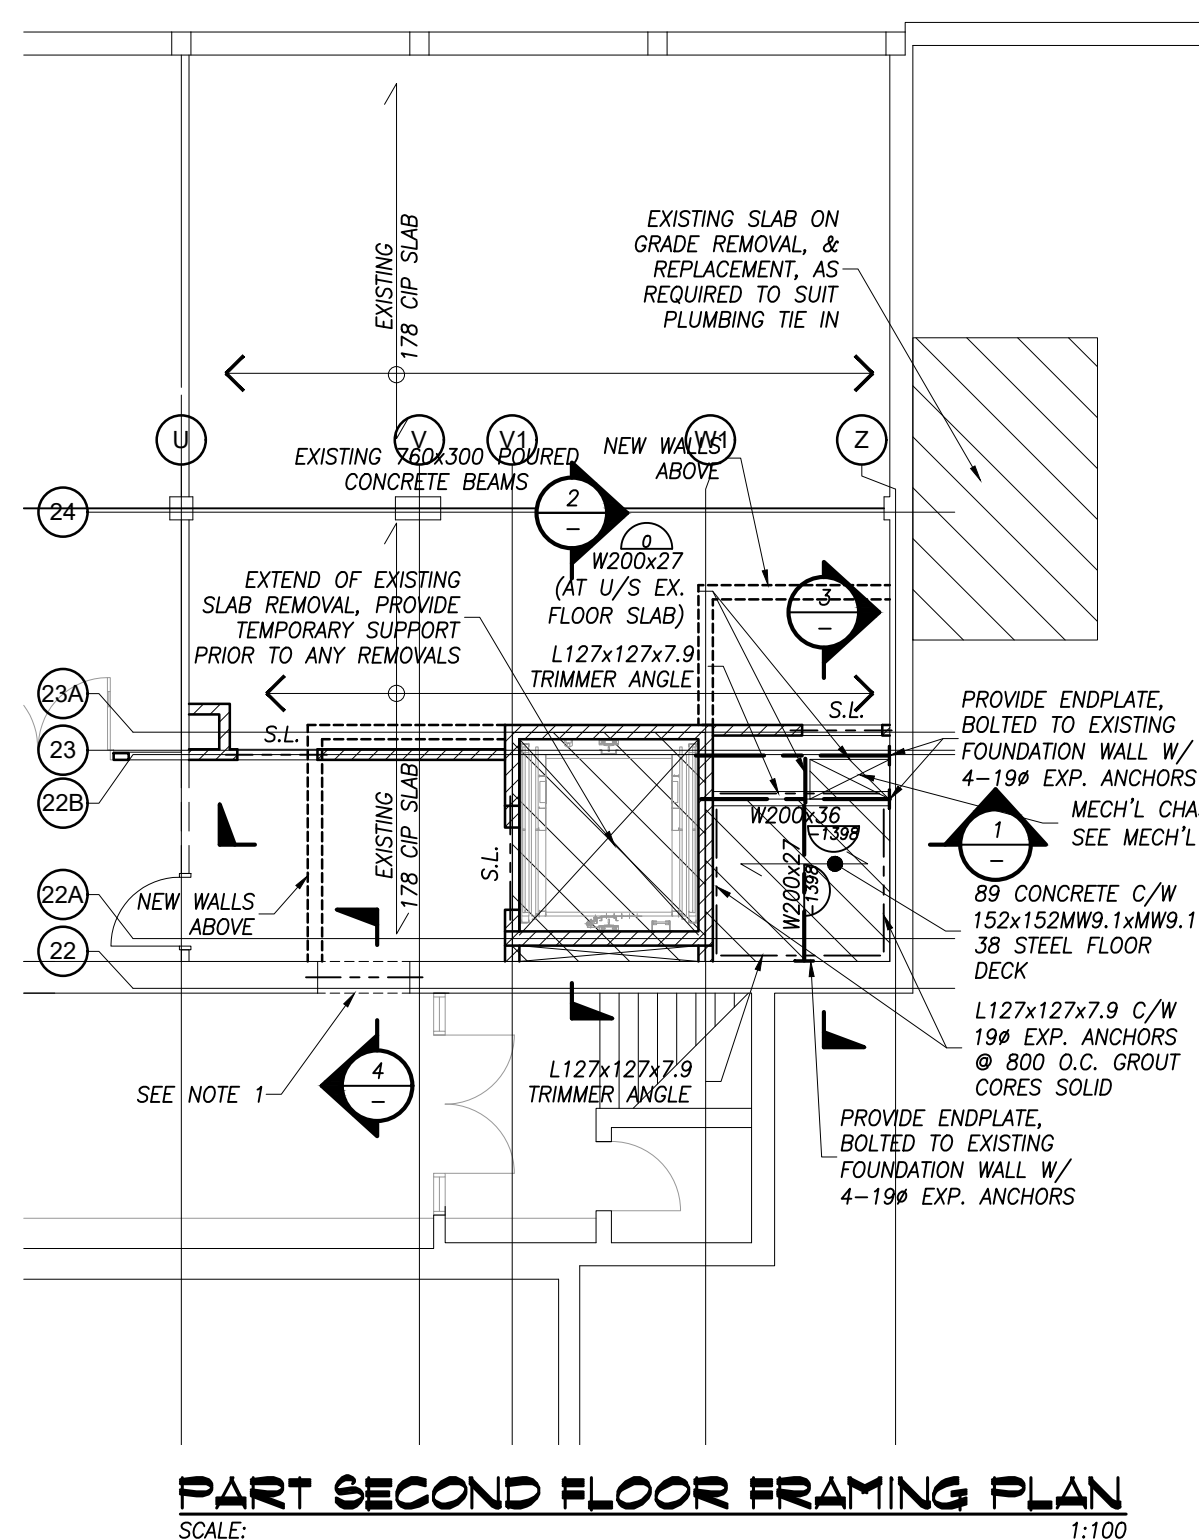 EXISTING
178 CIP SLAB
EXISTING SLAB ON
GRADE REMOVAL, &
REPLACEMENT, AS
REQUIRED TO SUIT
PLUMBING TIE IN
U
V
V1
W1
Z
EXISTING 760x300 POURED
CONCRETE BEAMS
NEW WALLS
ABOVE
24
2
–
0
W200x27
(AT U/S EX.
FLOOR SLAB)
EXTEND OF EXISTING
SLAB REMOVAL, PROVIDE
TEMPORARY SUPPORT
PRIOR TO ANY REMOVALS
3
–
L127x127x7.9
TRIMMER ANGLE
23A
23
22B
S.L.
S.L.
PROVIDE ENDPLATE,
BOLTED TO EXISTING
FOUNDATION WALL W/
4–19ø EXP. ANCHORS
MECH'L CHAS
SEE MECH'L
EXISTING
178 CIP SLAB
S.L.
W200x36
–1398
W200x27
–1398
1
–
22A
22
NEW WALLS
ABOVE
89 CONCRETE C/W
152x152MW9.1xMW9.1
38 STEEL FLOOR
DECK
L127x127x7.9 C/W
19ø EXP. ANCHORS
@ 800 O.C. GROUT
CORES SOLID
SEE NOTE 1
4
–
L127x127x7.9
TRIMMER ANGLE
PROVIDE ENDPLATE,
BOLTED TO EXISTING
FOUNDATION WALL W/
4–19ø EXP. ANCHORS
PART SECOND FLOOR FRAMING PLAN
SCALE: 1:100